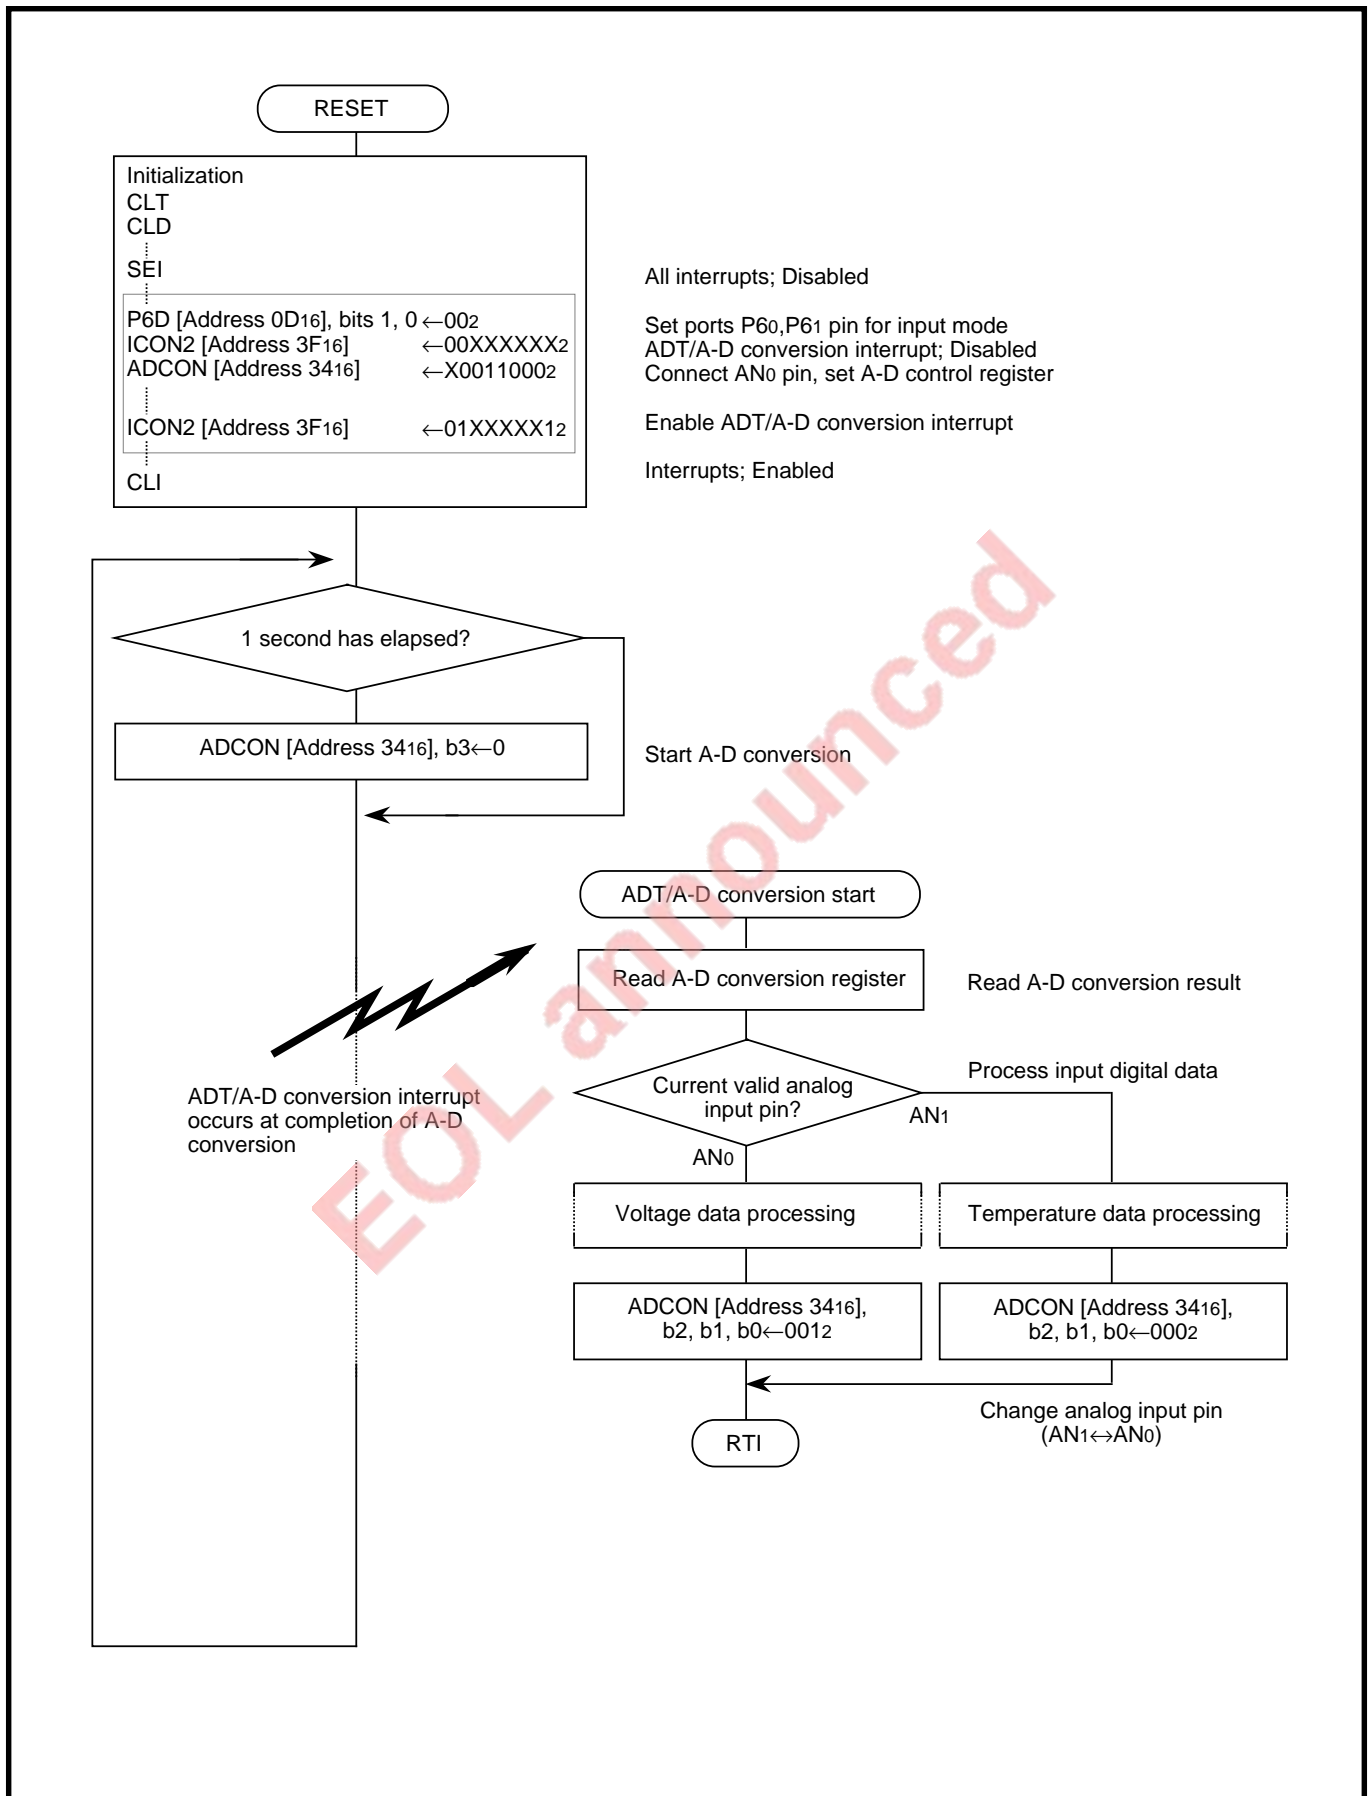 RESET
Initialization
CLT
CLD
SEI
All interrupts; Disabled
P6D [Address 0D16], bits 1, 0 ←002
Set ports P60,P61 pin for input mode
ICON2 [Address 3F16] ←00XXXXXX2
ADT/A-D conversion interrupt; Disabled
ADCON [Address 3416] ←X00110002
Connect AN0 pin, set A-D control register
ICON2 [Address 3F16] ←01XXXXX12
Enable ADT/A-D conversion interrupt
CLI
Interrupts; Enabled
1 second has elapsed?
ADCON [Address 3416], b3←0
Start A-D conversion
ADT/A-D conversion start
Read A-D conversion register
Read A-D conversion result
Current valid analog
input pin?
Process input digital data
AN1
AN0
ADT/A-D conversion interrupt
occurs at completion of A-D
conversion
Voltage data processing
Temperature data processing
ADCON [Address 3416],
b2, b1, b0←0012
ADCON [Address 3416],
b2, b1, b0←0002
Change analog input pin
(AN1↔AN0)
RTI
EOL announced